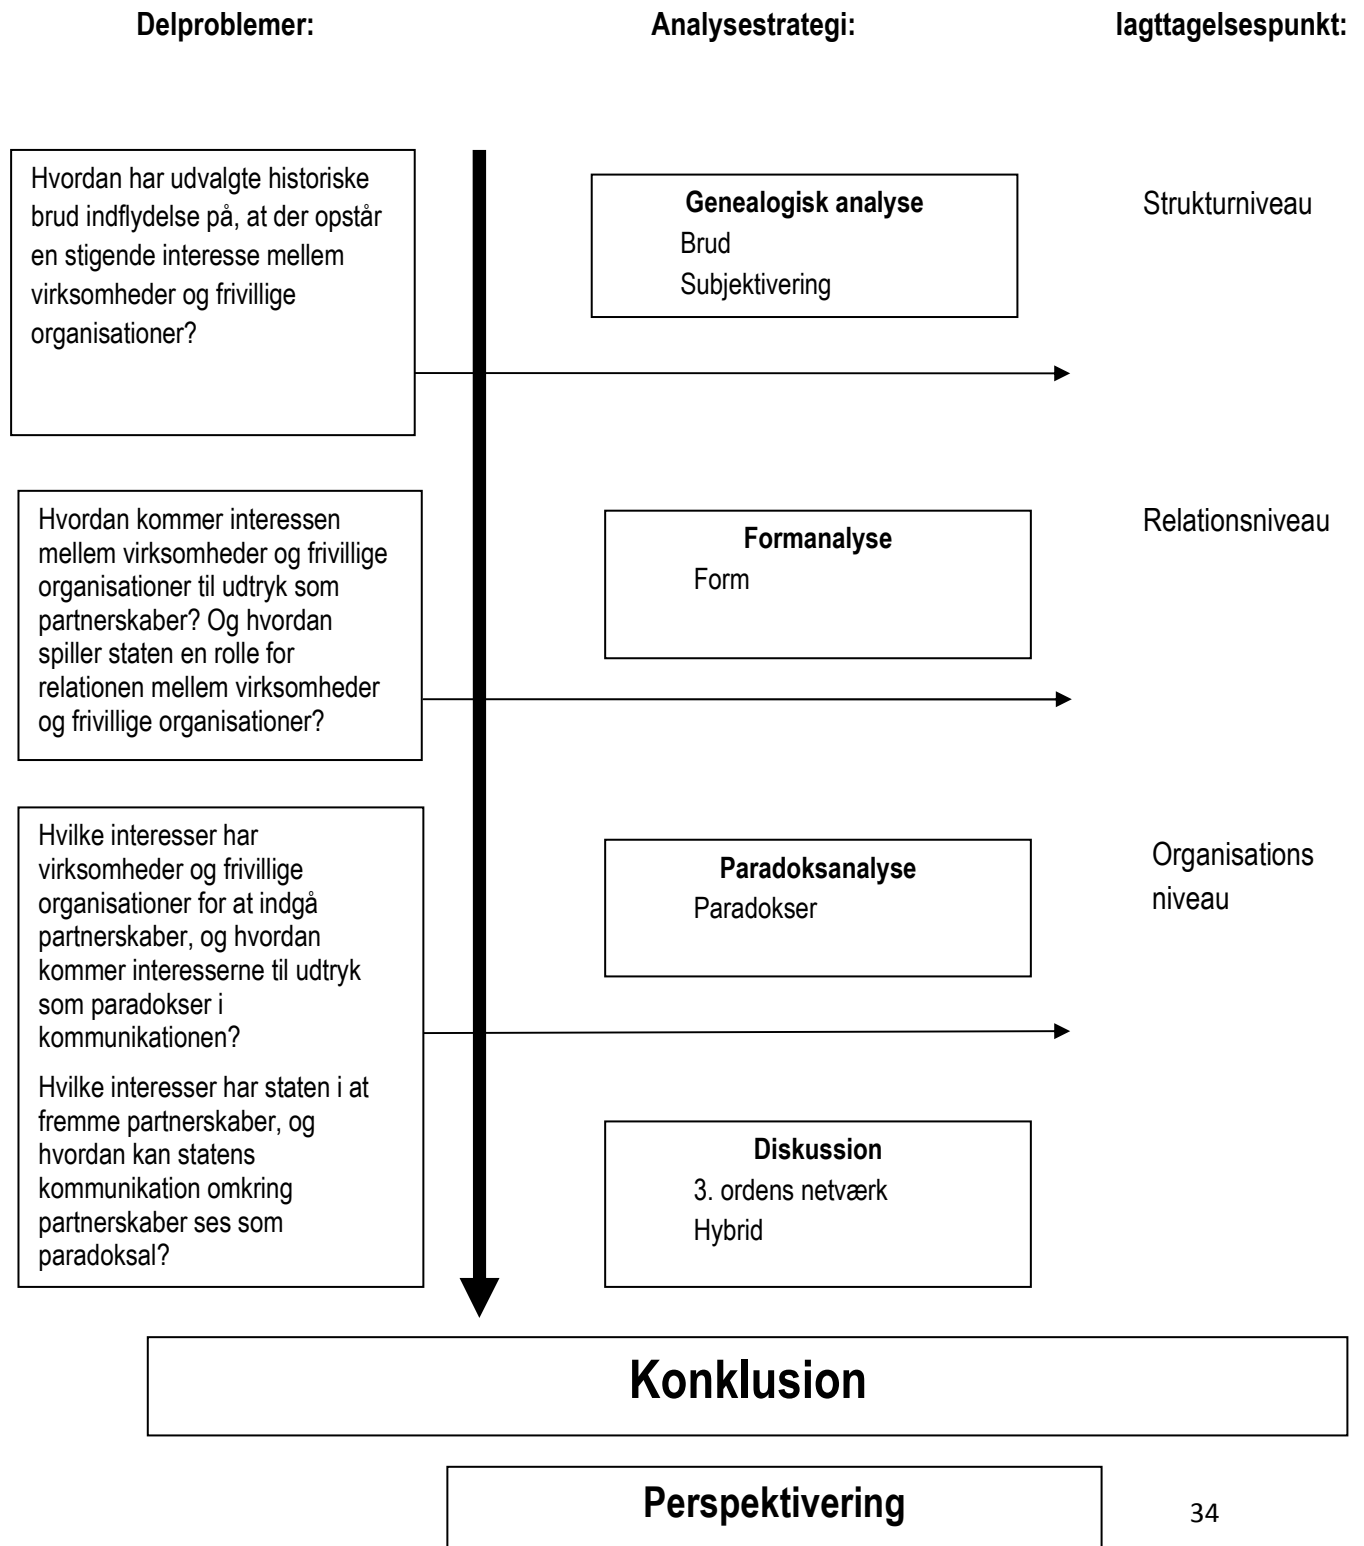 Delproblemer:
Analysestrategi:
Iagttagelsespunkt:
Hvordan har udvalgte historiske
brud indflydelse på, at der opstår
en stigende interesse mellem
virksomheder og frivillige
organisationer?
Genealogisk analyse
Brud
Subjektivering
Strukturniveau
Hvordan kommer interessen
mellem virksomheder og frivillige
organisationer til udtryk som
partnerskaber? Og hvordan
spiller staten en rolle for
relationen mellem virksomheder
og frivillige organisationer?
Formanalyse
Form
Relationsniveau
Hvilke interesser har
virksomheder og frivillige
organisationer for at indgå
partnerskaber, og hvordan
kommer interesserne til udtryk
som paradokser i
kommunikationen?
Hvilke interesser har staten i at
fremme partnerskaber, og
hvordan kan statens
kommunikation omkring
partnerskaber ses som
paradoksal?
Paradoksanalyse
Paradokser
Organisations
niveau
Diskussion
3. ordens netværk
Hybrid
Konklusion
Perspektivering
34